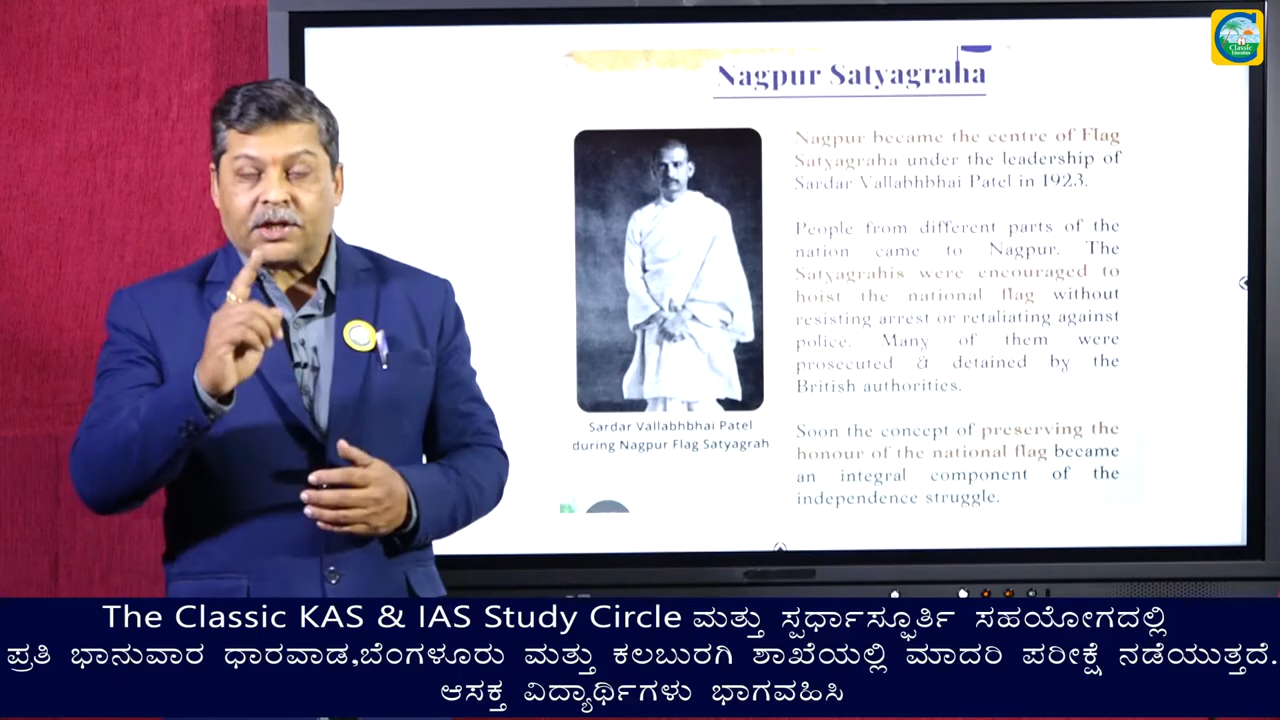 Classic
Education
Nagpur Satyagraha
Nagpur became the centre of Flag
Satyagraha under the leadership of
Sardar Vallabhbhai Patel in 1923.
People from different parts of the
nation came to Nagpur. The
Satyagrahis were encouraged to
hoist the national flag without
resisting arrest or retaliating against
police. Many of them were
prosecuted & detained by the
British authorities.
Soon the concept of preserving the
honour of the national flag became
an integral component of the
independence struggle.
Sardar Vallabhbhai Patel
during Nagpur Flag Satyagrah
The Classic KAS & IAS Study Circle ಮತ್ತು ಸ್ಪರ್ಧಾಸ್ಫೂರ್ತಿ ಸಹಯೋಗದಲ್ಲಿ
ಪ್ರತಿ ಭಾನುವಾರ ಧಾರವಾಡ,ಬೆಂಗಳೂರು ಮತ್ತು ಕಲಬುರಗಿ ಶಾಖೆಯಲ್ಲಿ ಮಾದರಿ ಪರೀಕ್ಷೆ ನಡೆಯುತ್ತದೆ.
ಆಸಕ್ತ ವಿದ್ಯಾರ್ಥಿಗಳು ಭಾಗವಹಿಸಿ